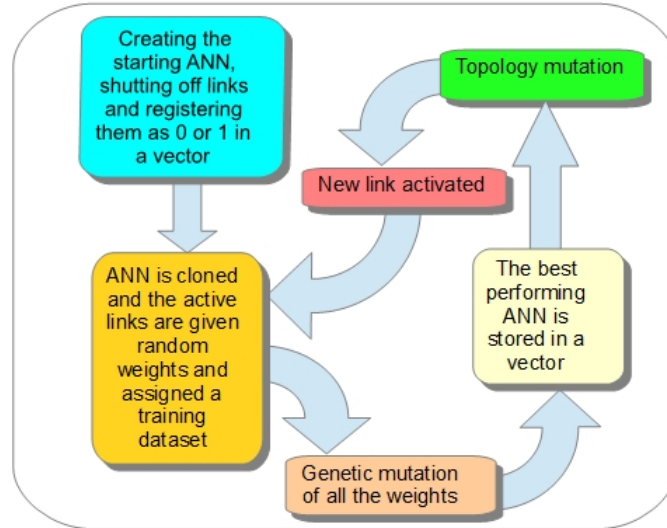 Creating the
starting ANN,
shutting off links
and registering
them as 0 or 1 in
a vector
Topology mutation
New link activated
ANN is cloned
and the active
links are given
random
weights and
assigned a
training
dataset
The best
performing
ANN is
stored in a
vector
Genetic mutation
of all the weights